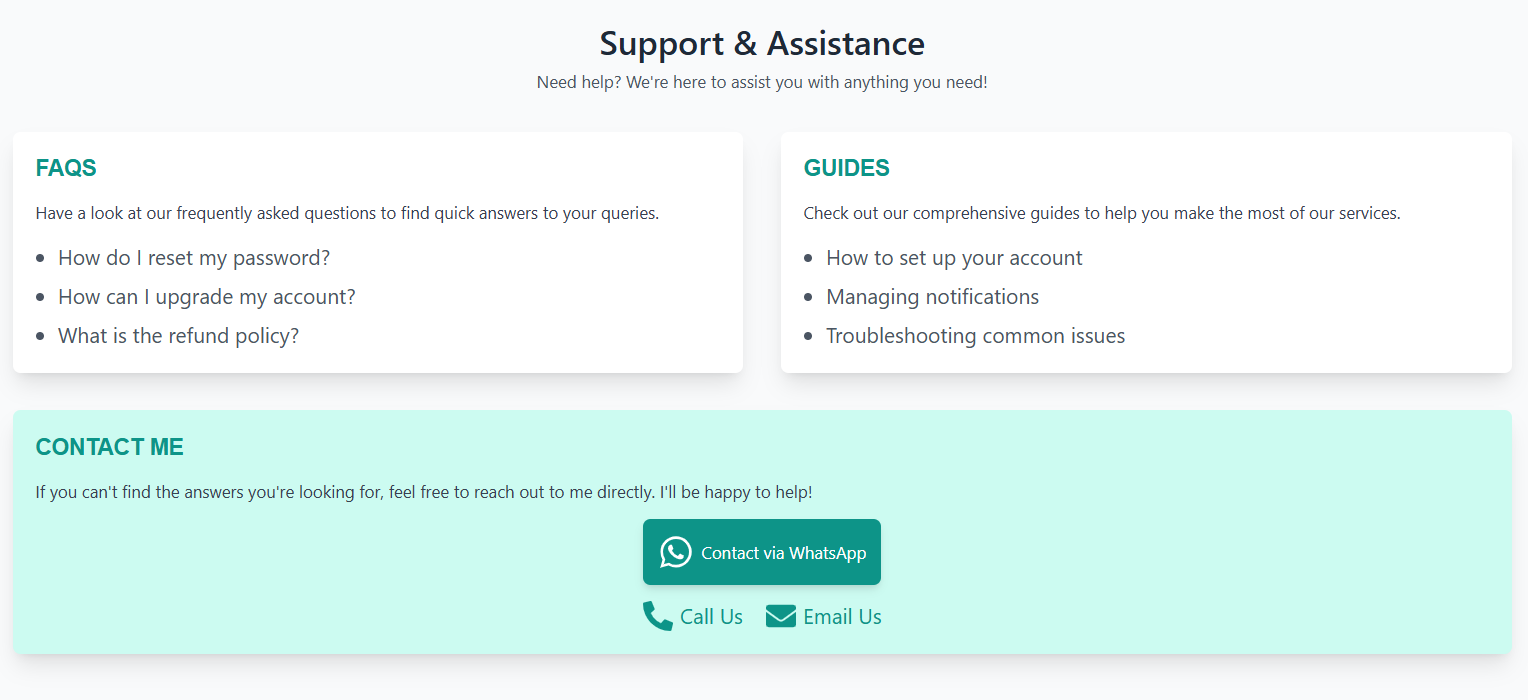 Support & Assistance
Need help? We're here to assist you with anything you need!
FAQS
Have a look at our frequently asked questions to find quick answers to your queries.
How do I reset my password?
How can I upgrade my account?
What is the refund policy?
GUIDES
Check out our comprehensive guides to help you make the most of our services.
How to set up your account
Managing notifications
Troubleshooting common issues
CONTACT ME
If you can't find the answers you're looking for, feel free to reach out to me directly. I'll be happy to help!
Contact via WhatsApp
Call Us
Email Us